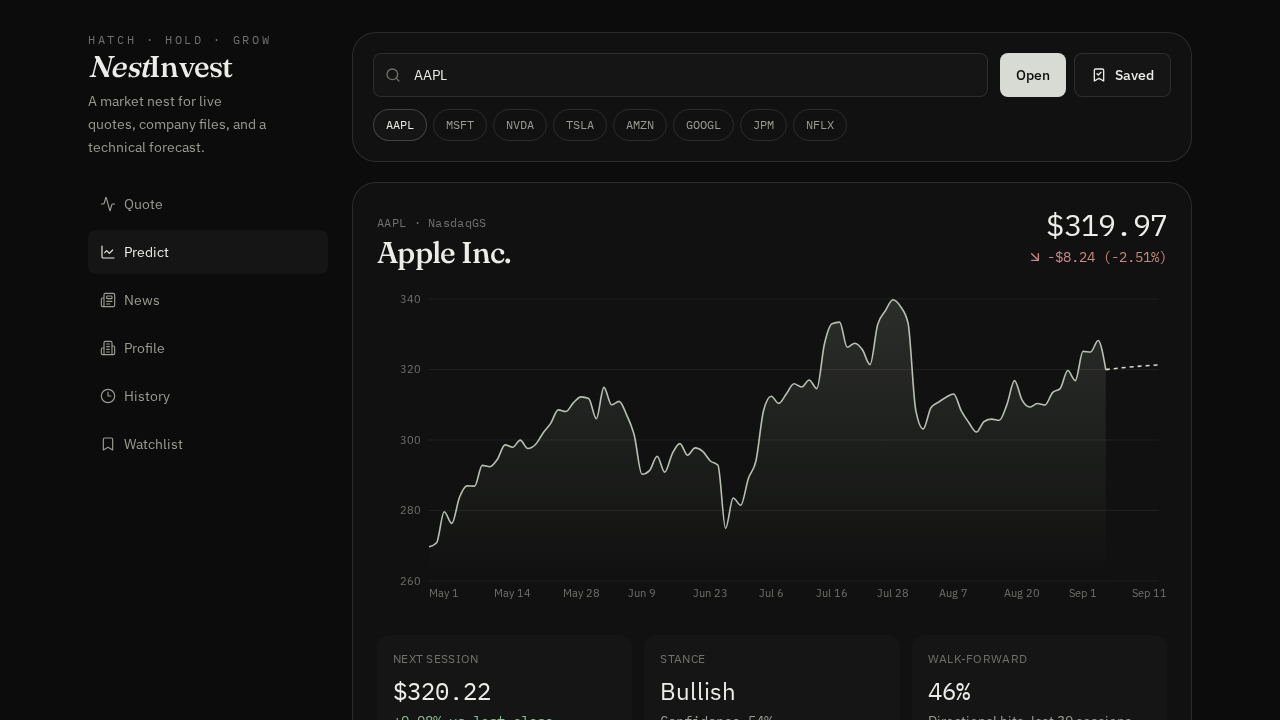 HATCH · HOLD · GROW
NestInvest
A market nest for live
quotes, company files, and a
technical forecast.
Quote
Predict
News
Profile
History
Watchlist
AAPL
Open
Saved
AAPL
MSFT
NVDA
TSLA
AMZN
GOOGL
JPM
NFLX
AAPL · NasdaqGS
Apple Inc.
$319.97
-$8.24 (-2.51%)
340
320
300
280
260
May 1
May 14
May 28
Jun 9
Jun 23
Jul 6
Jul 16
Jul 28
Aug 7
Aug 20
Sep 1
Sep 11
NEXT SESSION
$320.22
STANCE
Bullish
WALK-FORWARD
46%